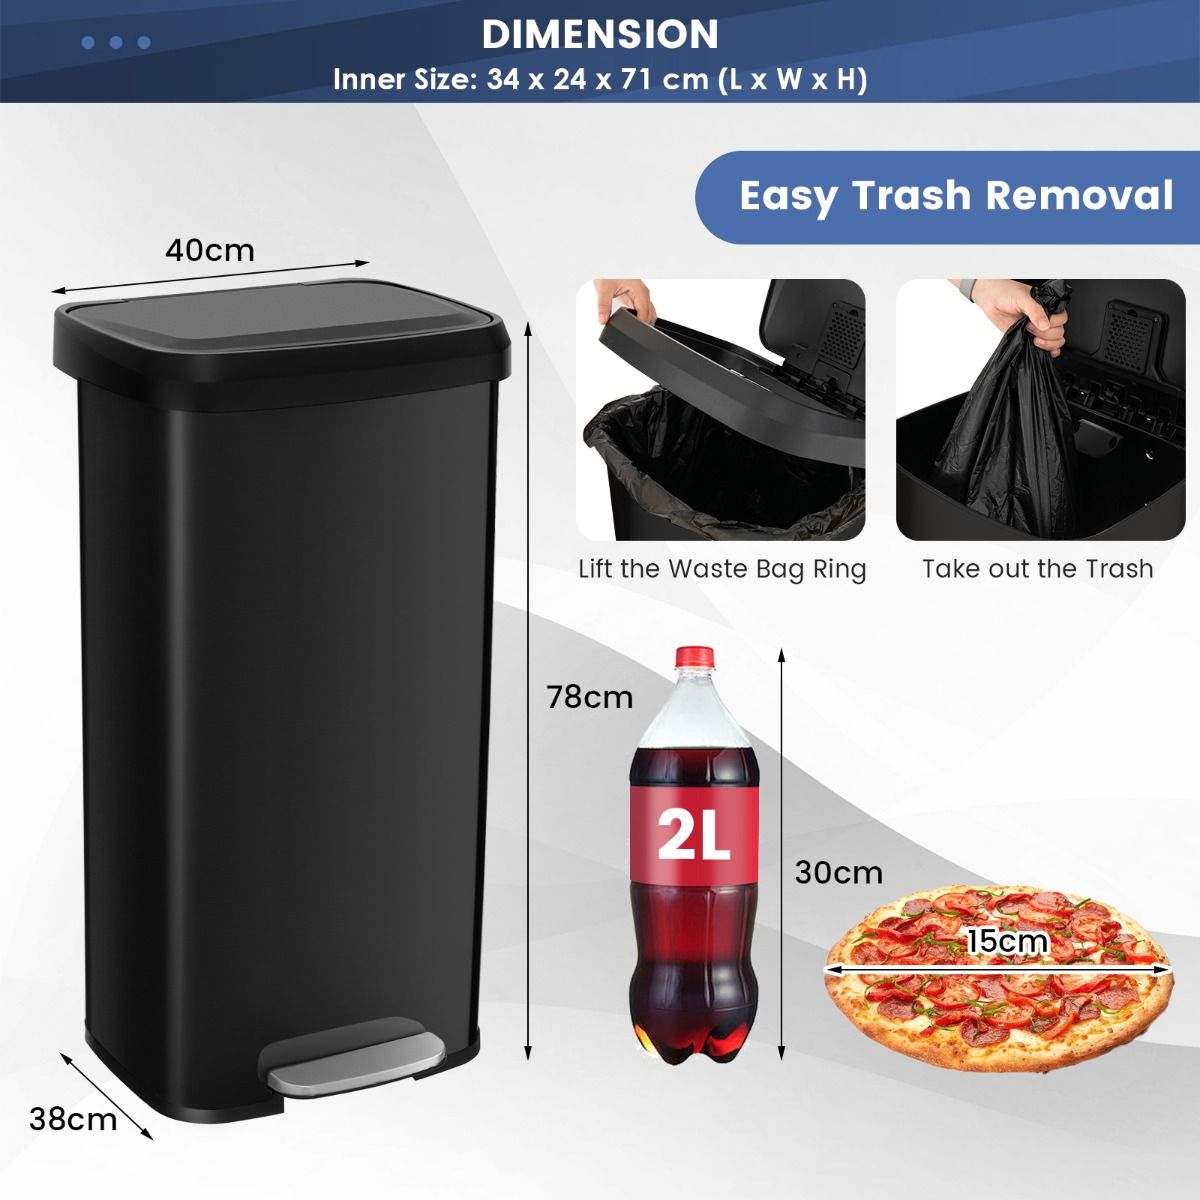 DIMENSION
Inner Size: 34 x 24 x 71 cm (L x W x H)
Easy Trash Removal
40cm
Lift the Waste Bag Ring
Take out the Trash
78cm
2L
30cm
15cm
38cm